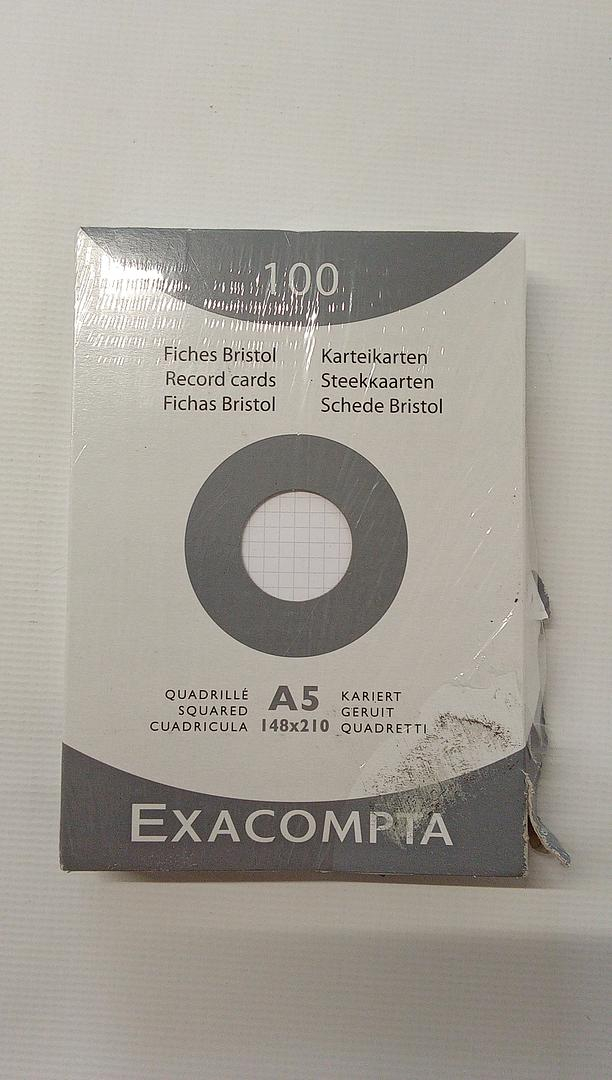 100
Fiches Bristol
Record cards
Fichas Bristol
Karteikarten
Steekkaarten
Schede Bristol
QUADRILLÉ
SQUARED
CUADRICULA
A5
148x210
KARIERT
GERUIT
QUADRETTI
EXACOMPTA